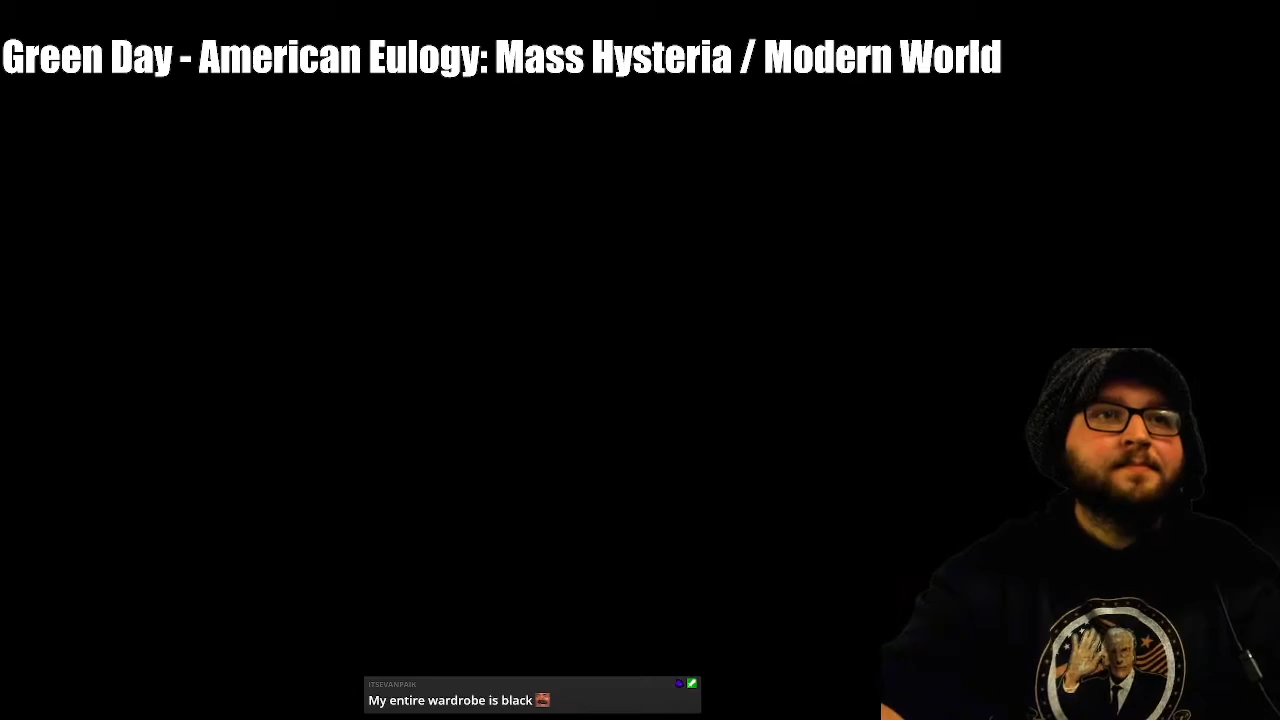 Green Day - American Eulogy: Mass Hysteria / Modern World
ITSEVANPAIK
My entire wardrobe is black